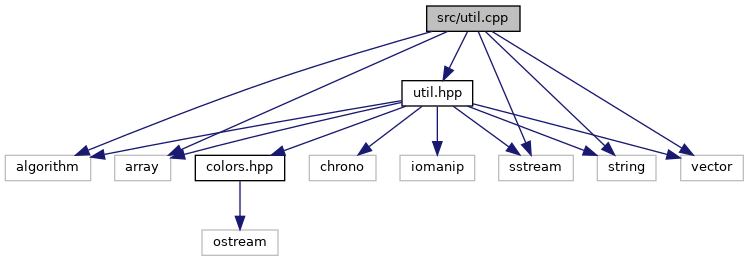 src/util.cpp
util.hpp
algorithm
array
colors.hpp
chrono
iomanip
sstream
string
vector
ostream